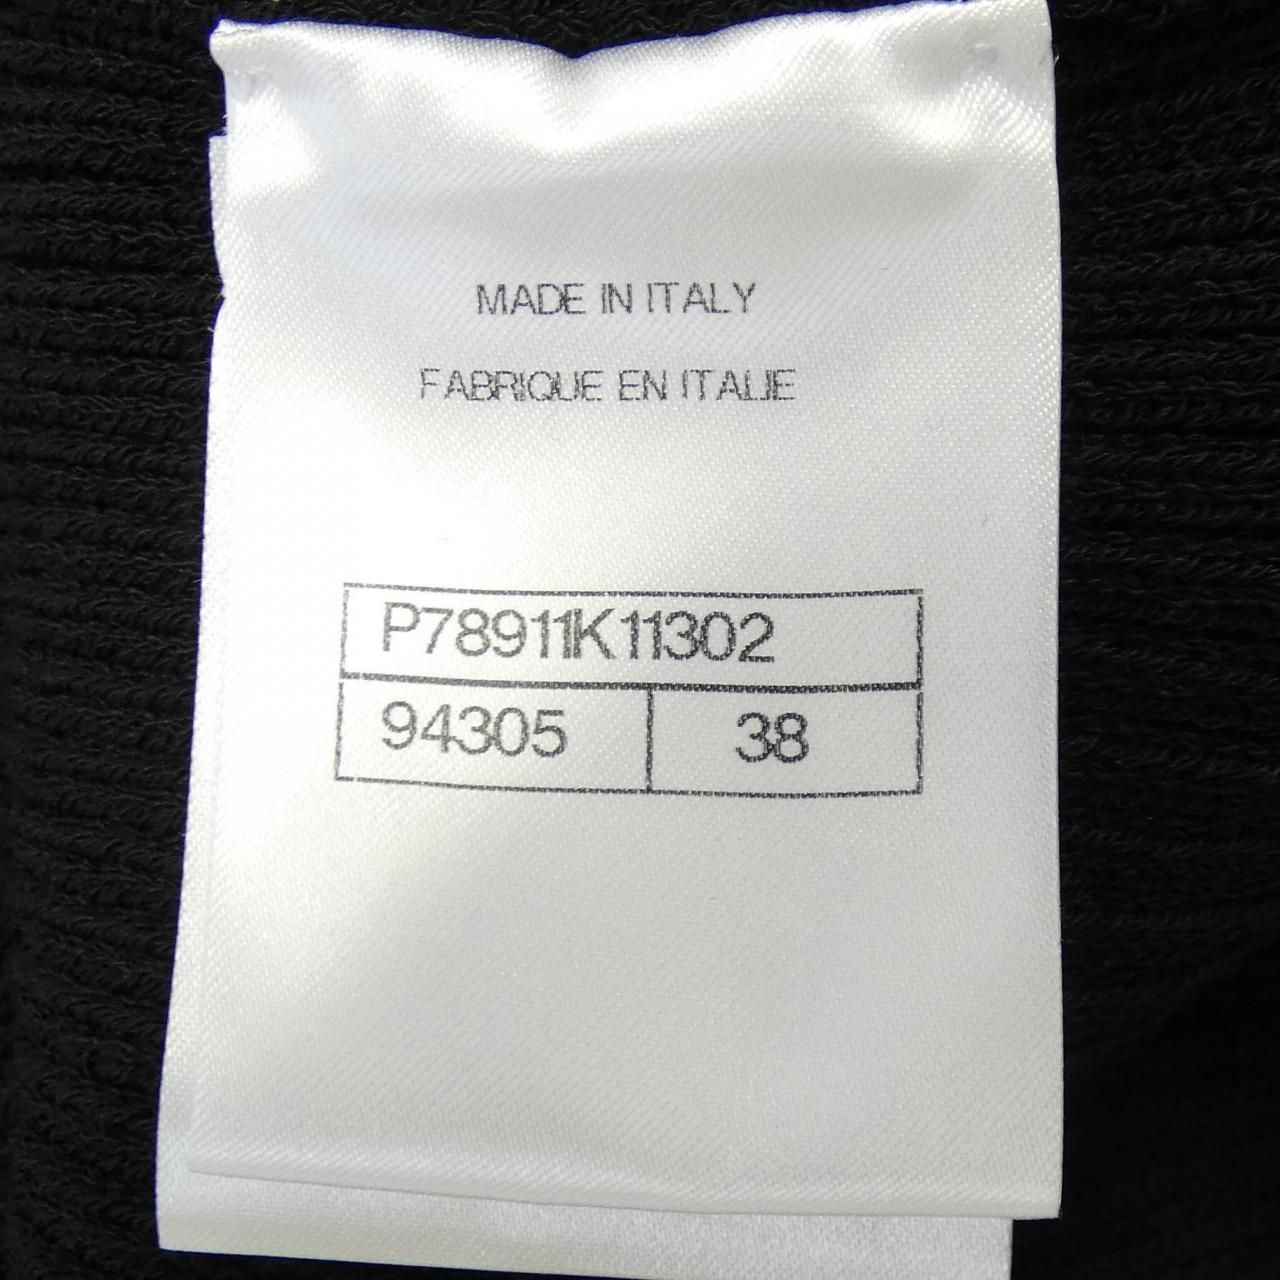 MADE IN ITALY
FABRIQUE EN ITALIE
P78911K11302
94305 38